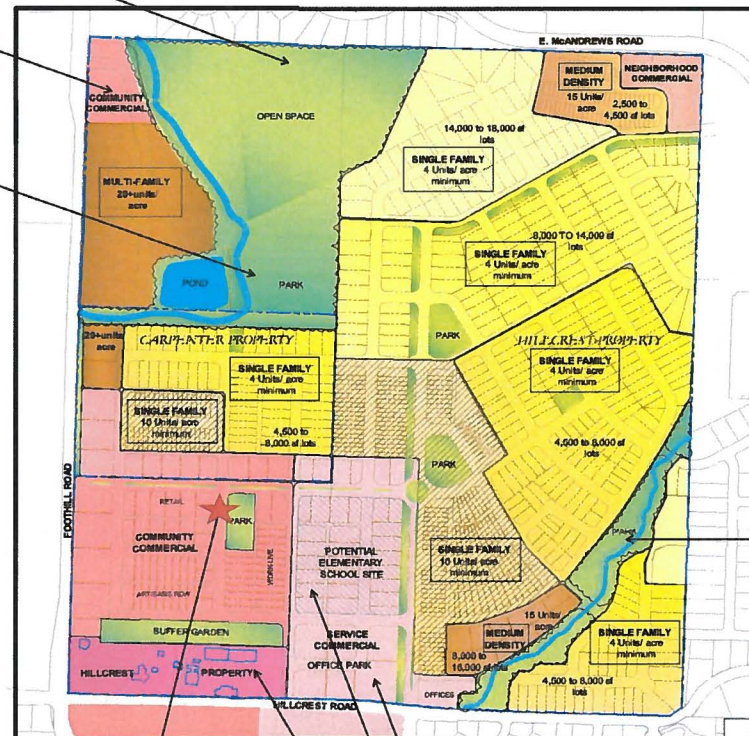 E. McANDREWS ROAD
COMMUNITY
COMMERCIAL
OPEN SPACE
MEDIUM
DENSITY
15 Units/
acre
2,500 to
4,500 sf lots
NEIGHBORHOOD
COMMERCIAL
14,000 to 18,000 sf
lots
SINGLE FAMILY
4 Units/ acre
minimum
MULTI-FAMILY
20+units/
acre
8,000 TO 14,000 sf
lots
SINGLE FAMILY
4 Units/ acre
minimum
POND
PARK
20+units/
acre
CARPENTER PROPERTY
PARK
HILLCREST PROPERTY
SINGLE FAMILY
4 Units/ acre
minimum
SINGLE FAMILY
4 Units/ acre
minimum
SINGLE FAMILY
10 Units/ acre
minimum
4,500 to
8,000 sf lots
4,500 to 8,000 sf
lots
PARK
FOOTHILL ROAD
RETAIL
PARK
COMMUNITY
COMMERCIAL
WORK/LIVE
ARTISANS ROW
POTENTIAL
ELEMENTARY
SCHOOL SITE
SINGLE FAMILY
10 Units/ acre
minimum
PARK
BUFFER GARDEN
SERVICE
COMMERCIAL
OFFICE PARK
15 Units/
acre
MEDIUM
DENSITY
SINGLE FAMILY
4 Units/ acre
minimum
4,500 to 8,000 sf
lots
HILLCREST PROPERTY
OFFICES
HILLCREST ROAD